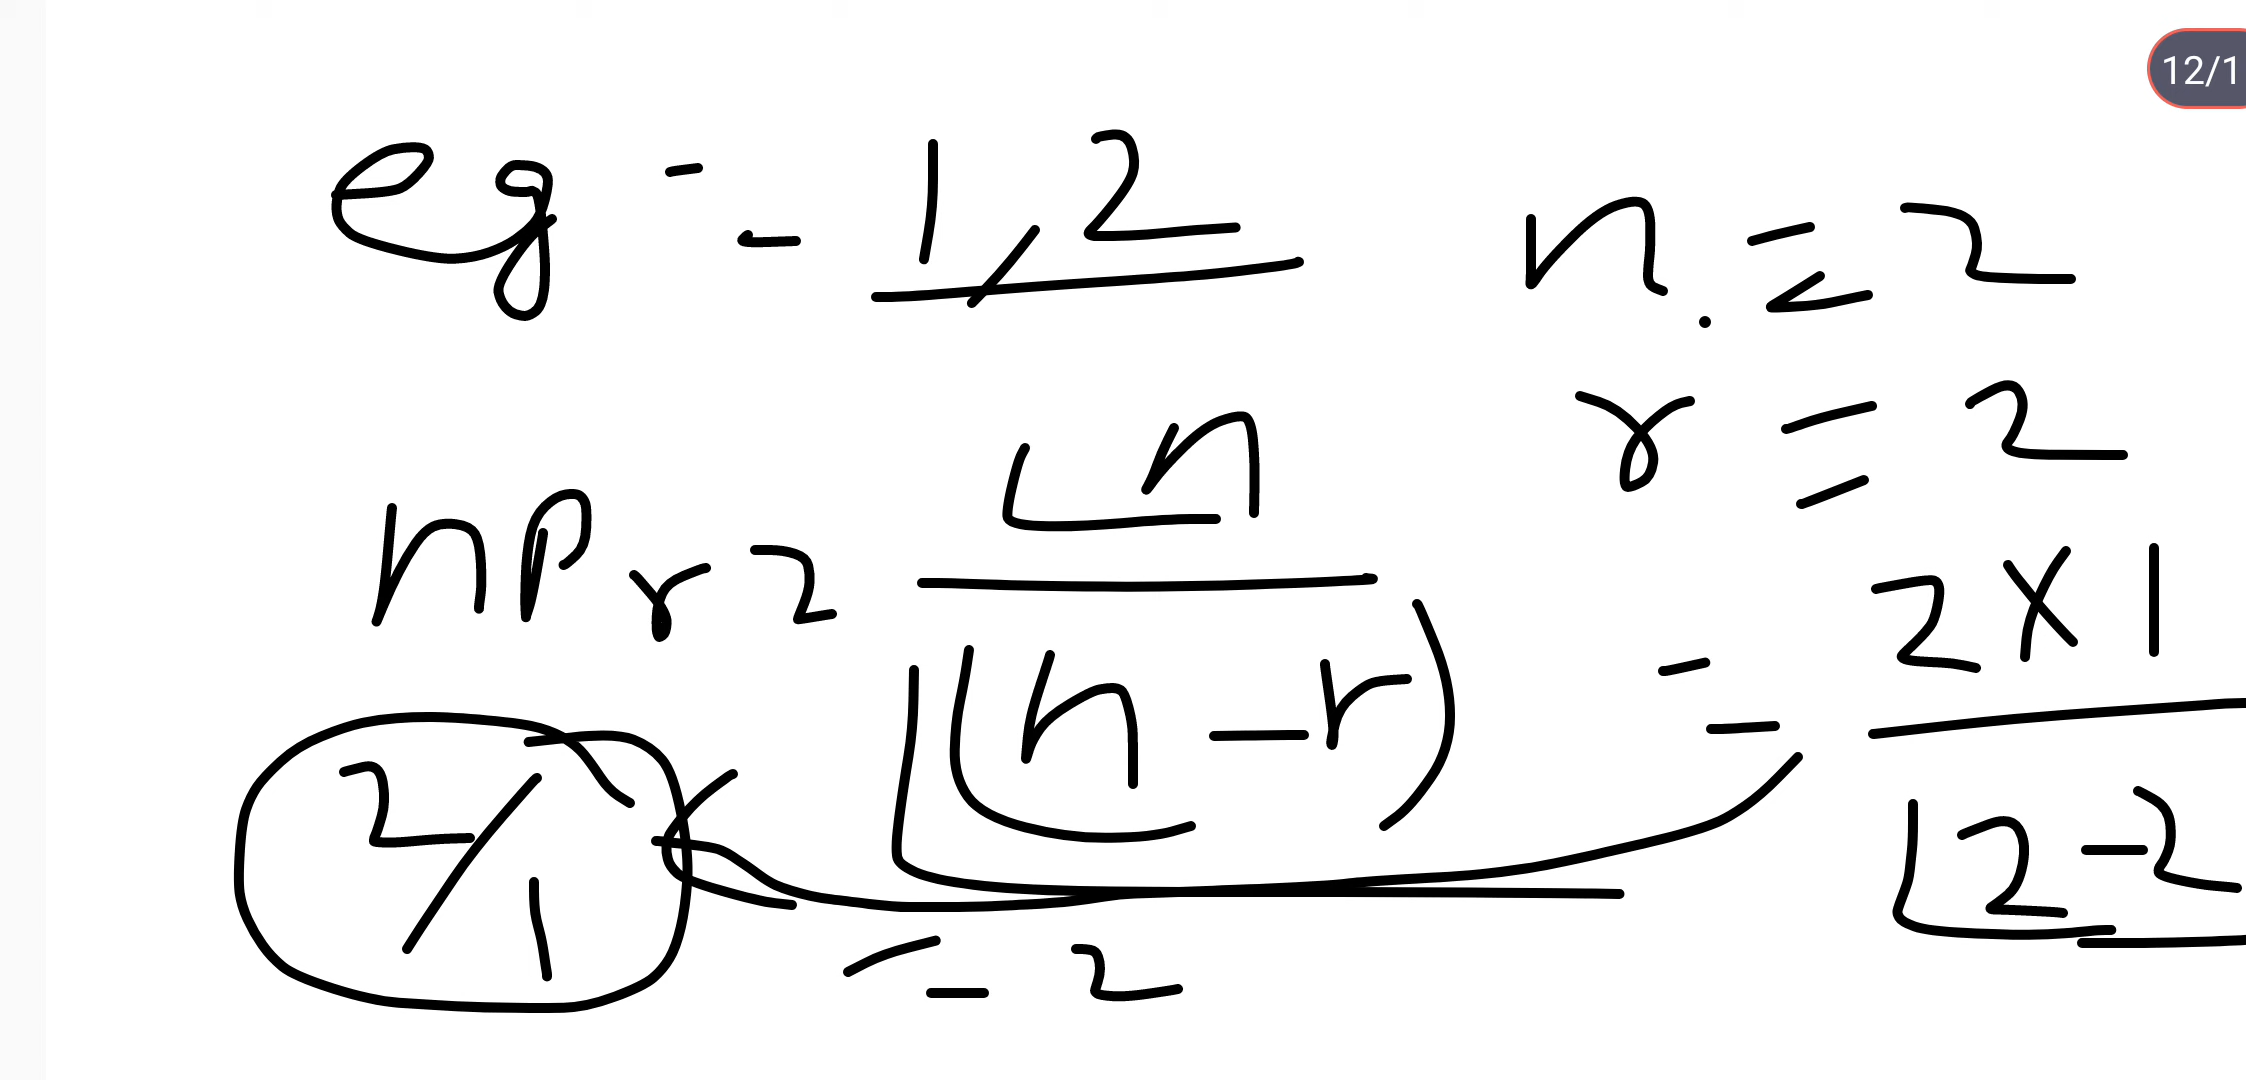 12/1
eg = 1,2
n = 2
r = 2
nPr = ⌊n / ⌊(n-r) = 2 x 1 / ⌊2-2
2/1 = 2